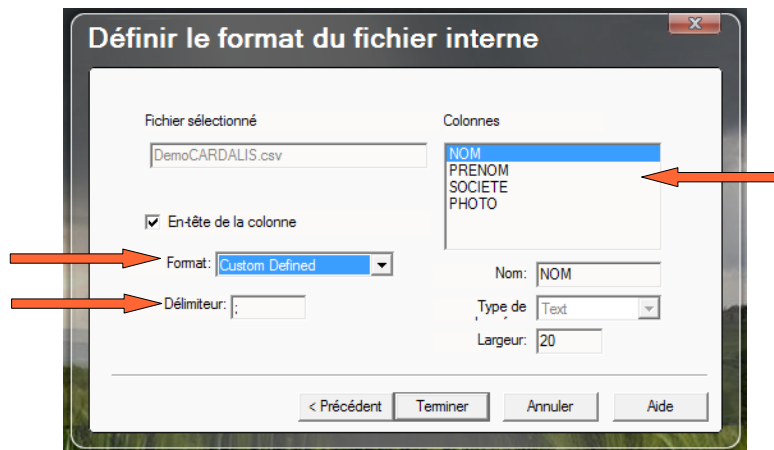 Définir le format du fichier interne
x
Fichier sélectionné
DemoCARDALIS.csv
En-tête de la colonne
Format: Custom Defined
Délimiteur: ;
Colonnes
NOM
PRENOM
SOCIETE
PHOTO
Nom: NOM
Type de Text
Largeur: 20
< Précédent Terminer Annuler Aide